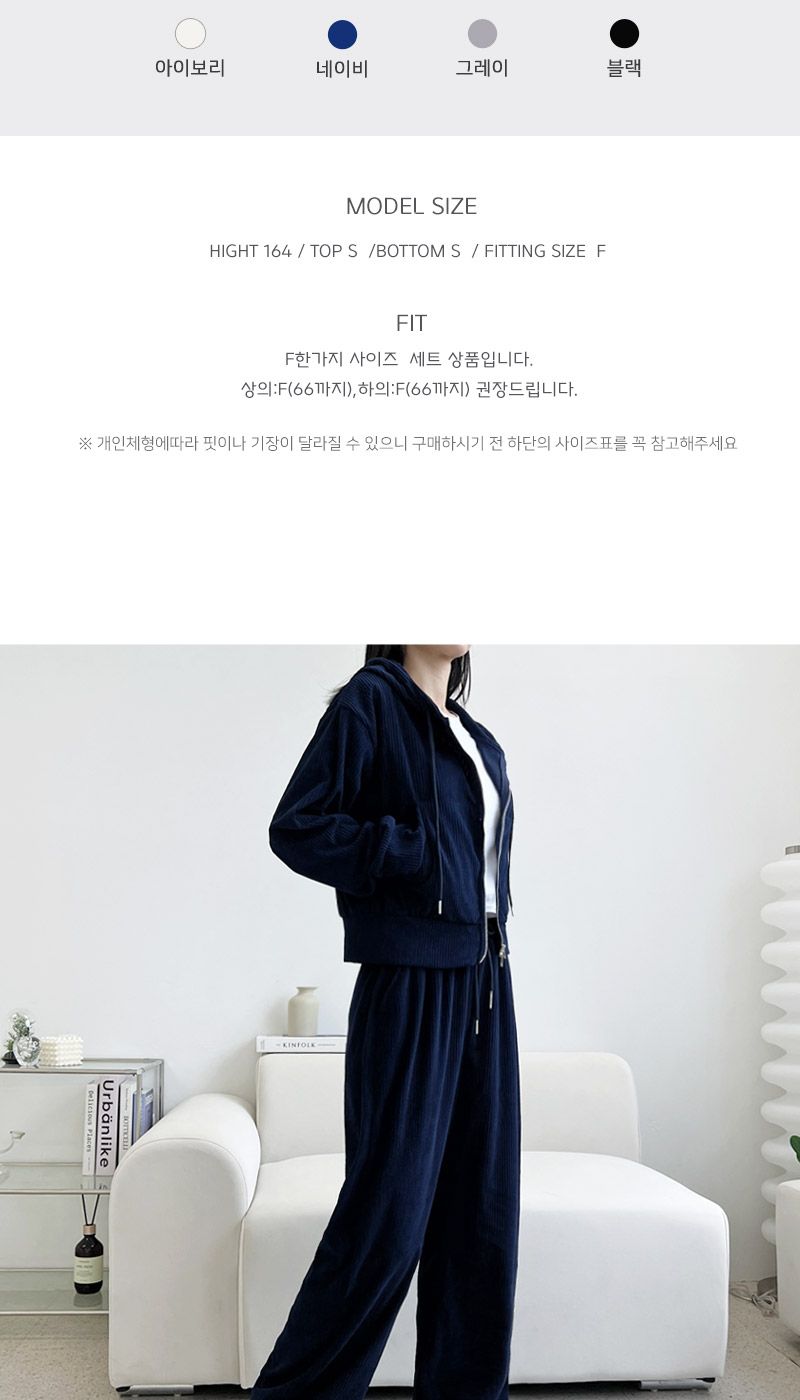 아이보리 네이비 그레이 블랙
MODEL SIZE
HIGHT 164 / TOP S /BOTTOM S / FITTING SIZE F
FIT
F한가지 사이즈 세트 상품입니다.
상의:F(66까지),하의:F(66까지) 권장드립니다.
※ 개인체형에따라 핏이나 기장이 달라질 수 있으니 구매하시기 전 하단의 사이즈표를 꼭 참고해주세요
KINFOLK
Delicious Places
Urbänlike